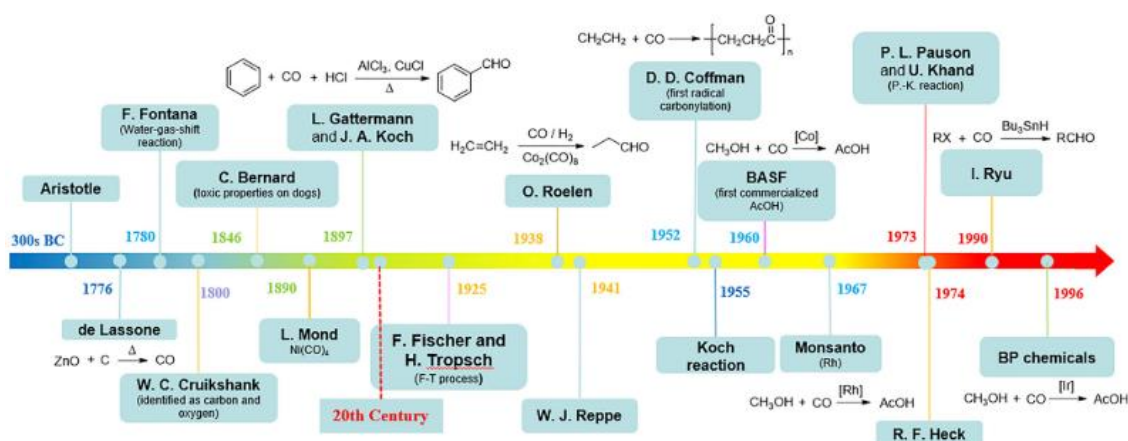 CH₂CH₂ + CO → -[CH₂CH₂C(=O)]-n
P. L. Pauson
and U. Khand
(P.-K. reaction)
+ CO + HCl
AlCl₃, CuCl
Δ
CHO
D. D. Coffman
(first radical
carbonylation)
F. Fontana
(Water-gas-shift
reaction)
L. Gattermann
and J. A. Koch
H₂C=CH₂
CO / H₂
Co₂(CO)₈
CHO
CH₃OH + CO
[Co]
AcOH
RX + CO
Bu₃SnH
RCHO
Aristotle
C. Bernard
(toxic properties on dogs)
O. Roelen
BASF
(first commercialized
AcOH)
I. Ryu
300s BC
1780
1846
1897
1938
1952
1960
1973
1990
1776
1800
1890
1925
1941
1955
1967
1974
1996
de Lassone
ZnO + C
Δ
CO
L. Mond
Ni(CO)₄
F. Fischer and
H. Tropsch
(F-T process)
Koch
reaction
Monsanto
(Rh)
BP chemicals
W. C. Cruikshank
(identified as carbon and
oxygen)
20th Century
W. J. Reppe
CH₃OH + CO
[Rh]
AcOH
CH₃OH + CO
[Ir]
AcOH
R. F. Heck